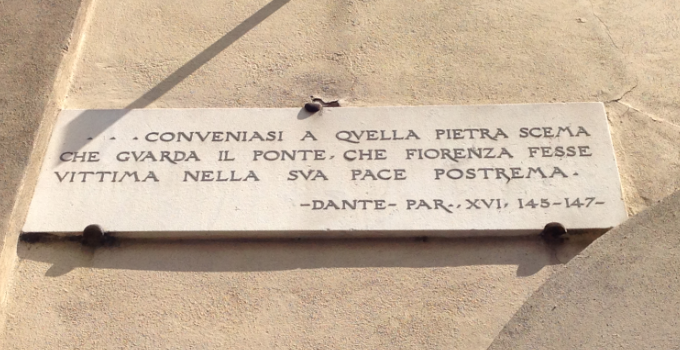 . . . CONVENIASI A QVELLA PIETRA SCEMA
CHE GVARDA IL PONTE, CHE FIORENZA FESSE
VITTIMA NELLA SVA PACE POSTREMA.
-DANTE- PAR., XVI, 145-147-